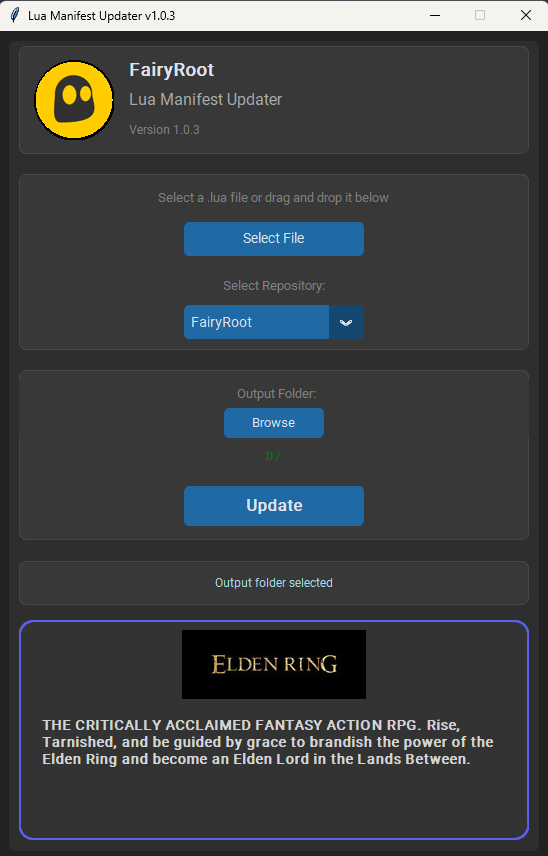 Lua Manifest Updater v1.0.3
FairyRoot
Lua Manifest Updater
Version 1.0.3
Select a .lua file or drag and drop it below
Select File
Select Repository:
FairyRoot
Output Folder:
Browse
D:/
Update
Output folder selected
ELDEN RING
THE CRITICALLY ACCLAIMED FANTASY ACTION RPG. Rise,
Tarnished, and be guided by grace to brandish the power of the
Elden Ring and become an Elden Lord in the Lands Between.